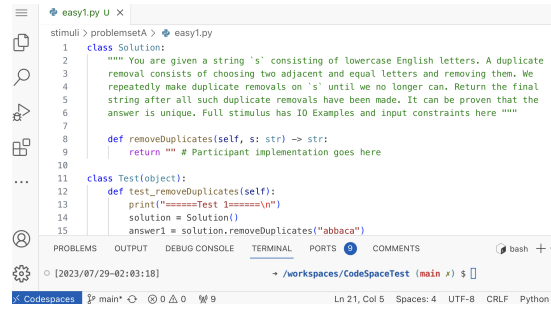 easy1.py U ×
stimuli > problemsetA > easy1.py
1 class Solution:
2 """ You are given a string `s` consisting of lowercase English letters. A duplicate
3 removal consists of choosing two adjacent and equal letters and removing them. We
4 repeatedly make duplicate removals on `s` until we no longer can. Return the final
5 string after all such duplicate removals have been made. It can be proven that the
6 answer is unique. Full stimulus has IO Examples and input constraints here """
7
8 def removeDuplicates(self, s: str) -> str:
9 return "" # Participant implementation goes here
10
11 class Test(object):
12 def test_removeDuplicates(self):
13 print("======Test 1======\n")
14 solution = Solution()
15 answer1 = solution.removeDuplicates("abbaca")
PROBLEMS OUTPUT DEBUG CONSOLE TERMINAL PORTS 9 COMMENTS bash +
[2023/07/29-02:03:18] → /workspaces/CodeSpaceTest (main ✗) $
Codespaces main* 0 0 9 Ln 21, Col 5 Spaces: 4 UTF-8 CRLF Python